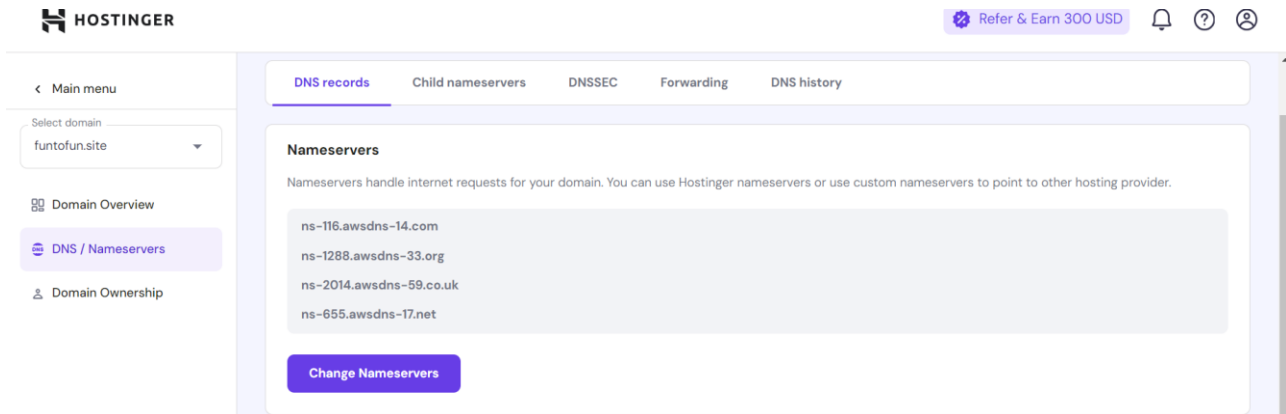 HOSTINGER
Refer & Earn 300 USD
Main menu
Select domain
funtofun.site
Domain Overview
DNS / Nameservers
Domain Ownership
DNS records
Child nameservers
DNSSEC
Forwarding
DNS history
Nameservers
Nameservers handle internet requests for your domain. You can use Hostinger nameservers or use custom nameservers to point to other hosting provider.
ns-116.awsdns-14.com
ns-1288.awsdns-33.org
ns-2014.awsdns-59.co.uk
ns-655.awsdns-17.net
Change Nameservers